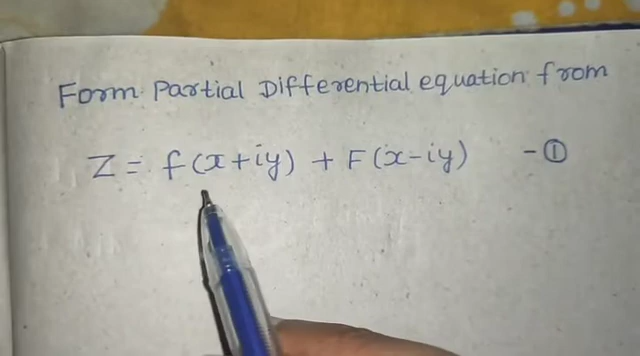 Form Partial Differential equation from
Z = f(x+iy) + F(x-iy) - ①